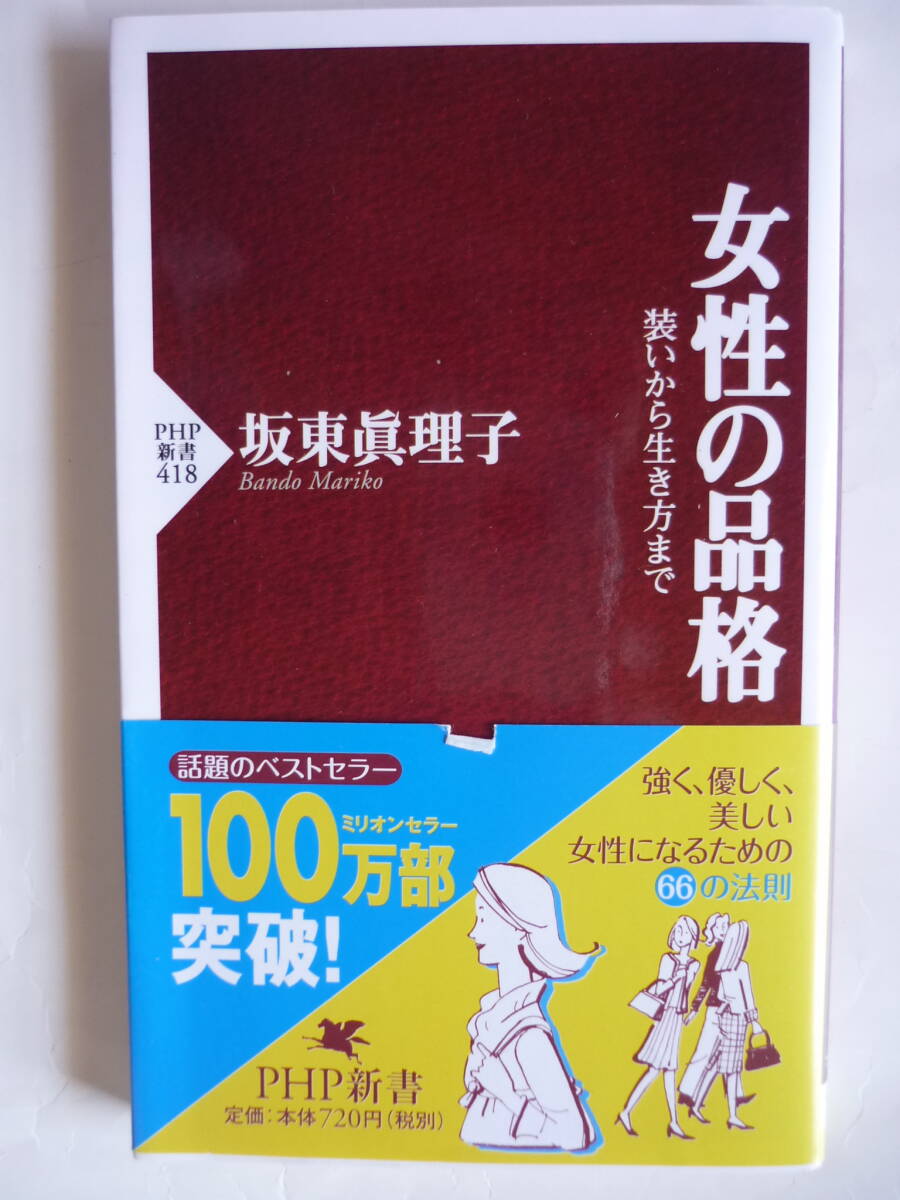 女性の品格
装いから生き方まで
坂東眞理子
Bando Mariko
PHP
新書
418
話題のベストセラー
ミリオンセラー
100万部
突破!
強く、優しく、
美しい
女性になるための
66の法則
PHP新書
定価:本体720円(税別)